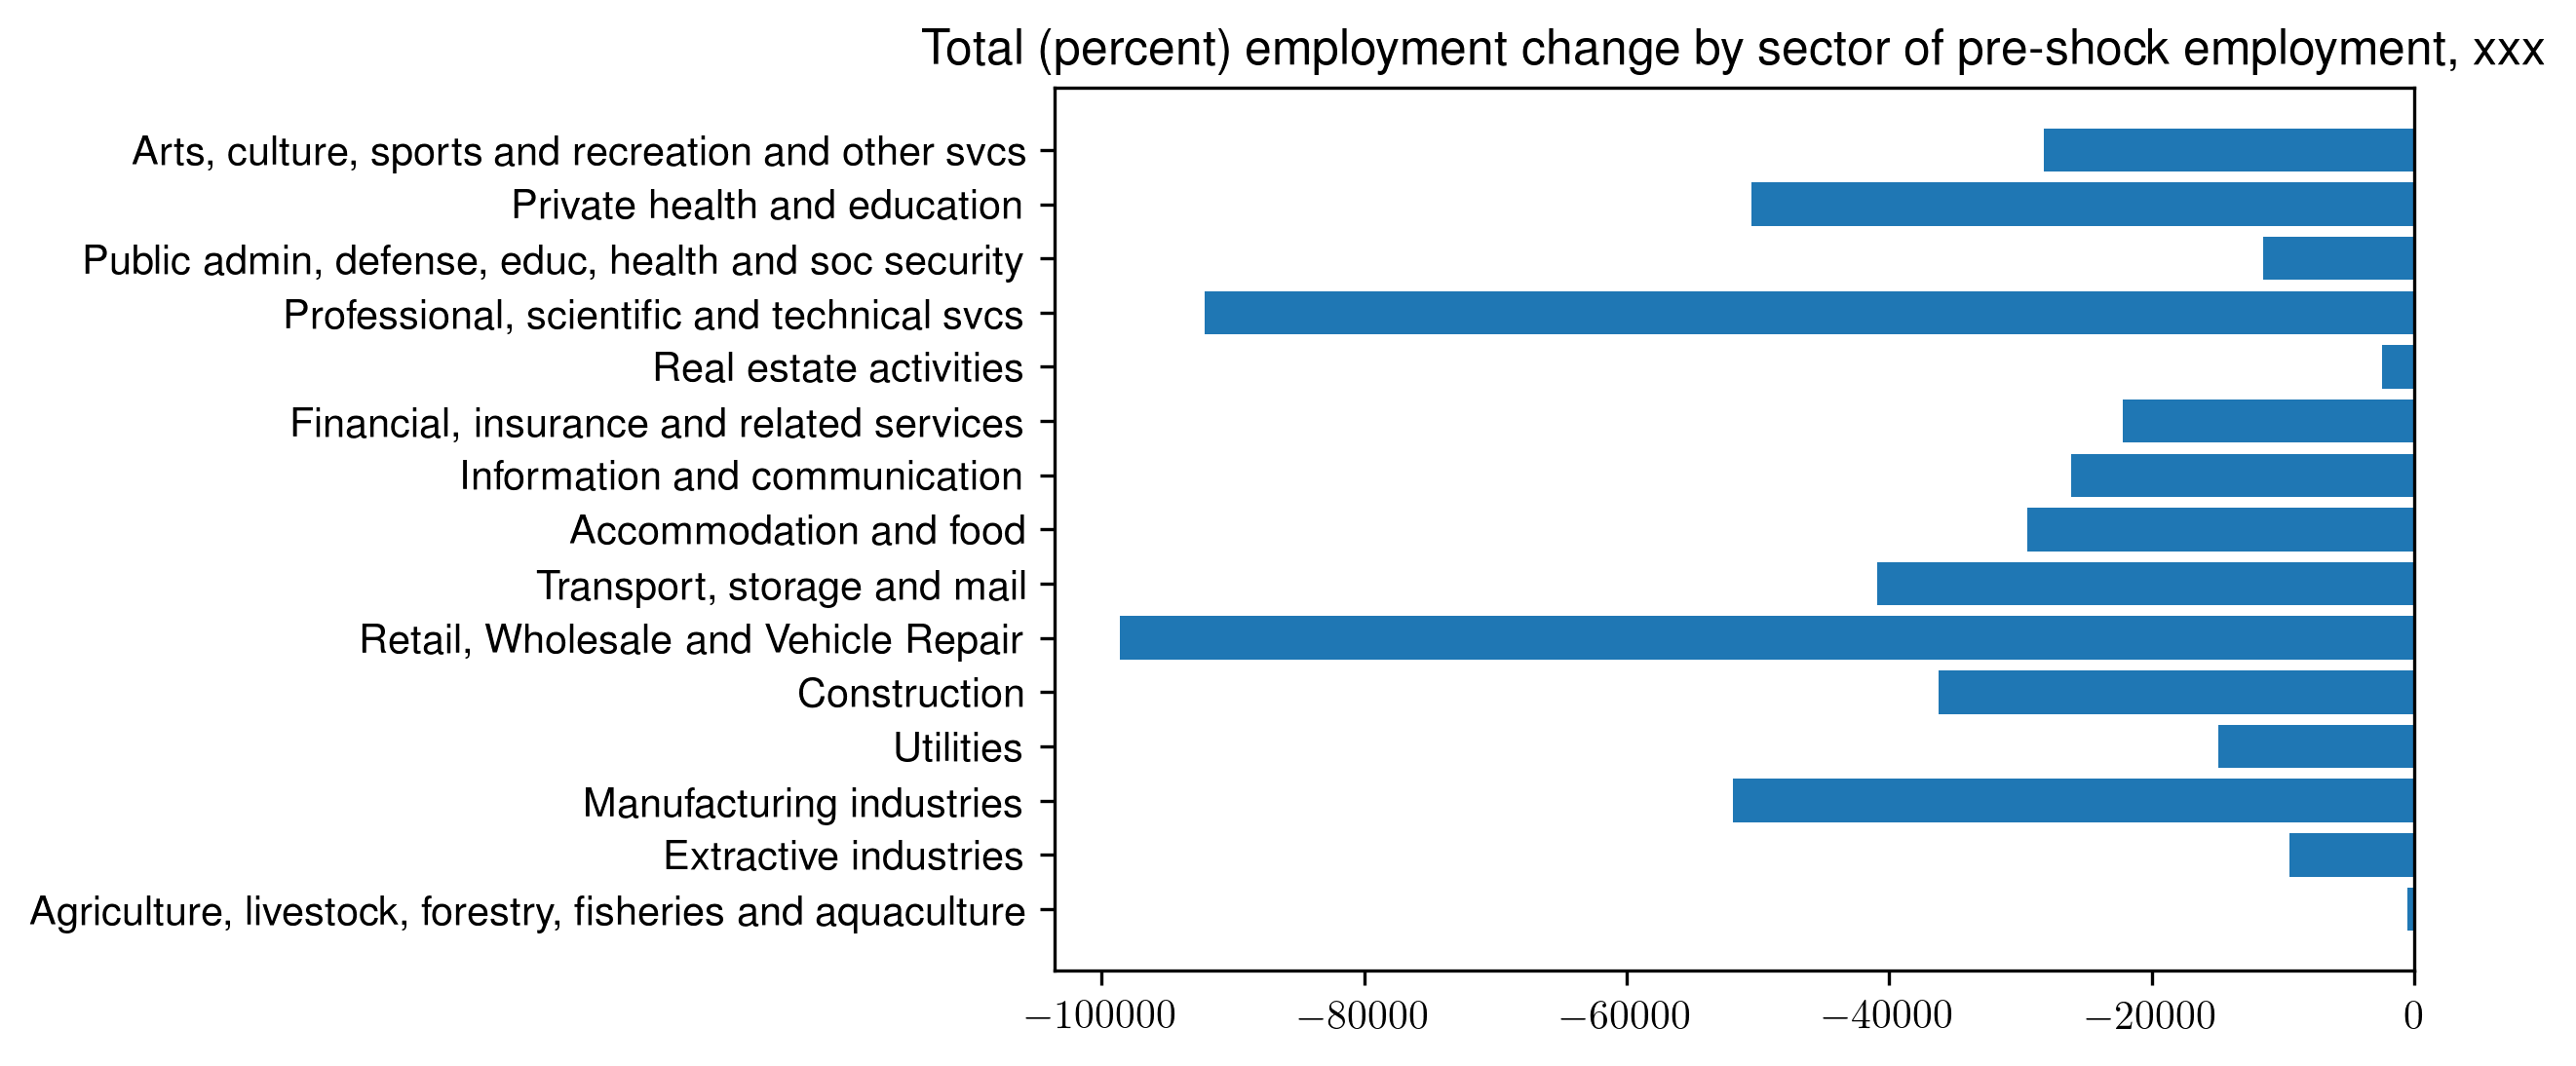 Total (percent) employment change by sector of pre-shock employment, xxx
Arts, culture, sports and recreation and other svcs
Private health and education
Public admin, defense, educ, health and soc security
Professional, scientific and technical svcs
Real estate activities
Financial, insurance and related services
Information and communication
Accommodation and food
Transport, storage and mail
Retail, Wholesale and Vehicle Repair
Construction
Utilities
Manufacturing industries
Extractive industries
Agriculture, livestock, forestry, fisheries and aquaculture
−100000 −80000 −60000 −40000 −20000 0